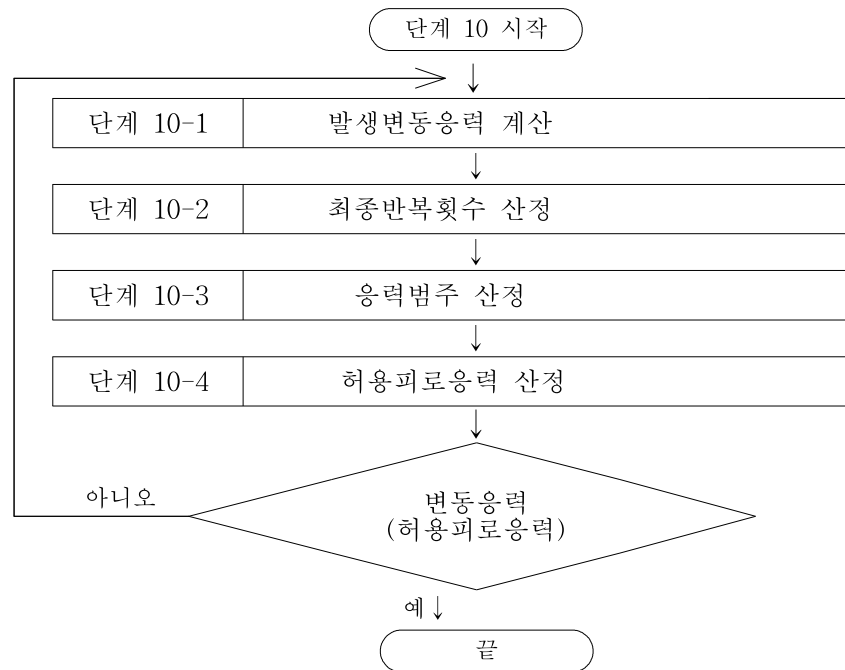 단계 10 시작
단계 10-1 발생변동응력 계산
단계 10-2 최종반복횟수 산정
단계 10-3 응력범주 산정
단계 10-4 허용피로응력 산정
아니오
변동응력
(허용피로응력)
예
끝